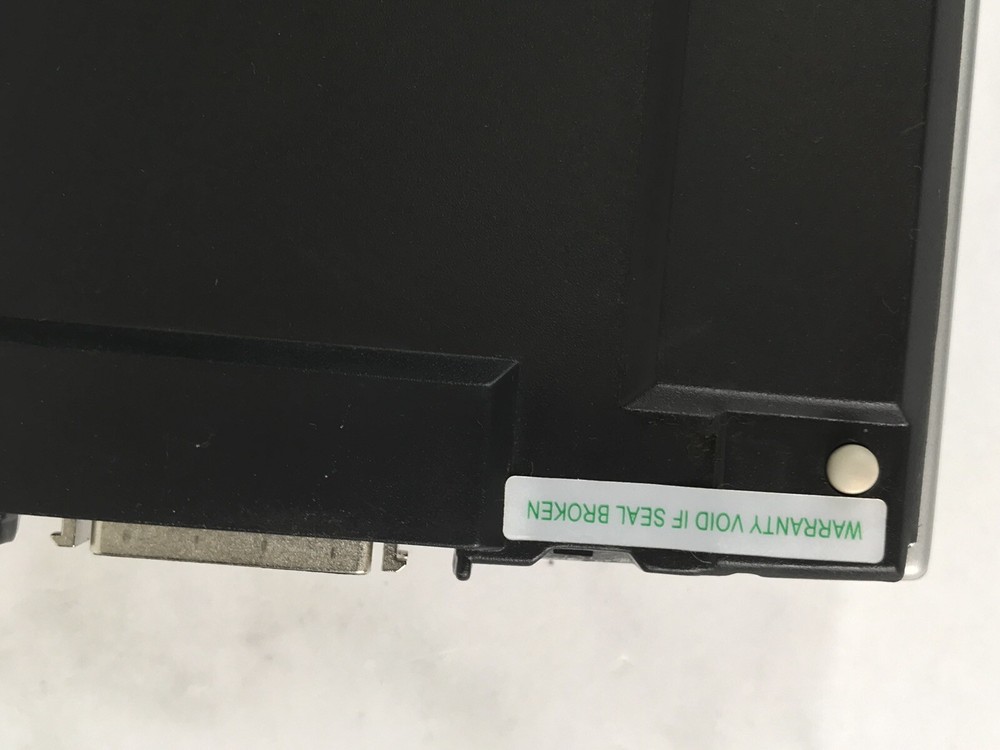 WARRANTY VOID IF SEAL BROKEN